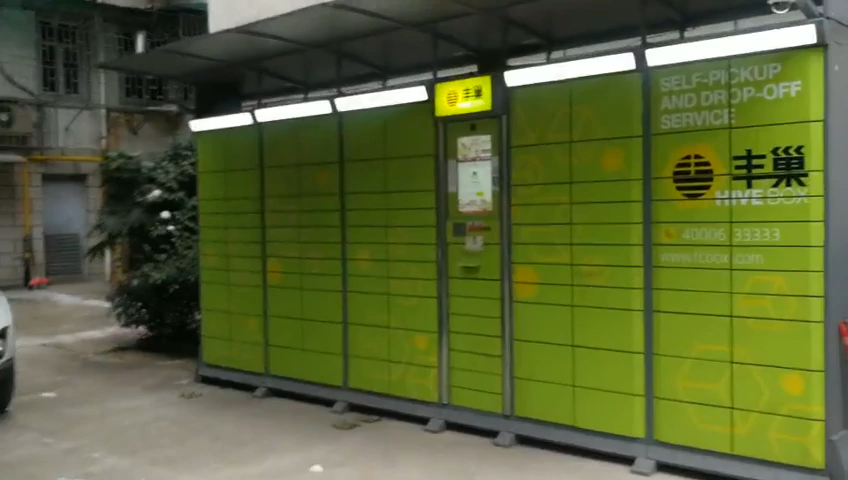 丰巢
SELF-PICKUP
AND DROP-OFF
SERVICE
丰巢
HIVE BOX
40006 33333
www.fcbox.com